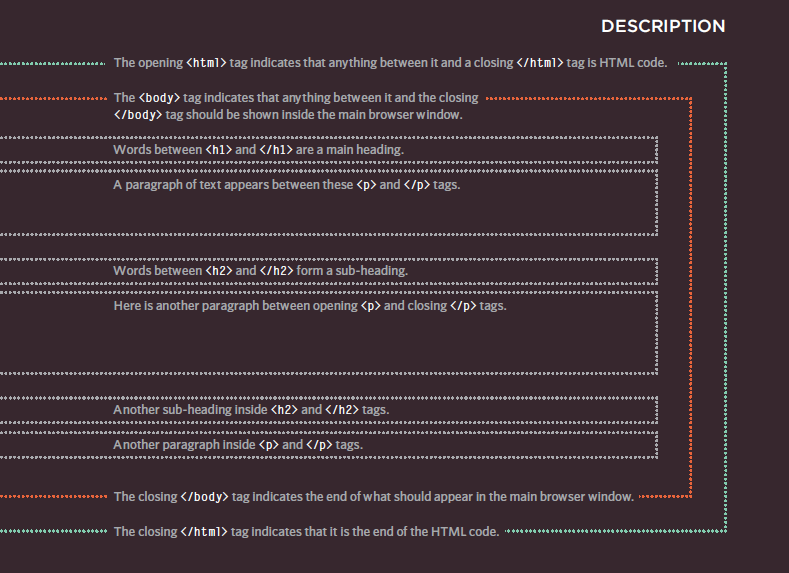 DESCRIPTION
The opening <html> tag indicates that anything between it and a closing </html> tag is HTML code.
The <body> tag indicates that anything between it and the closing
</body> tag should be shown inside the main browser window.
Words between <h1> and </h1> are a main heading.
A paragraph of text appears between these <p> and </p> tags.
Words between <h2> and </h2> form a sub-heading.
Here is another paragraph between opening <p> and closing </p> tags.
Another sub-heading inside <h2> and </h2> tags.
Another paragraph inside <p> and </p> tags.
The closing </body> tag indicates the end of what should appear in the main browser window.
The closing </html> tag indicates that it is the end of the HTML code.